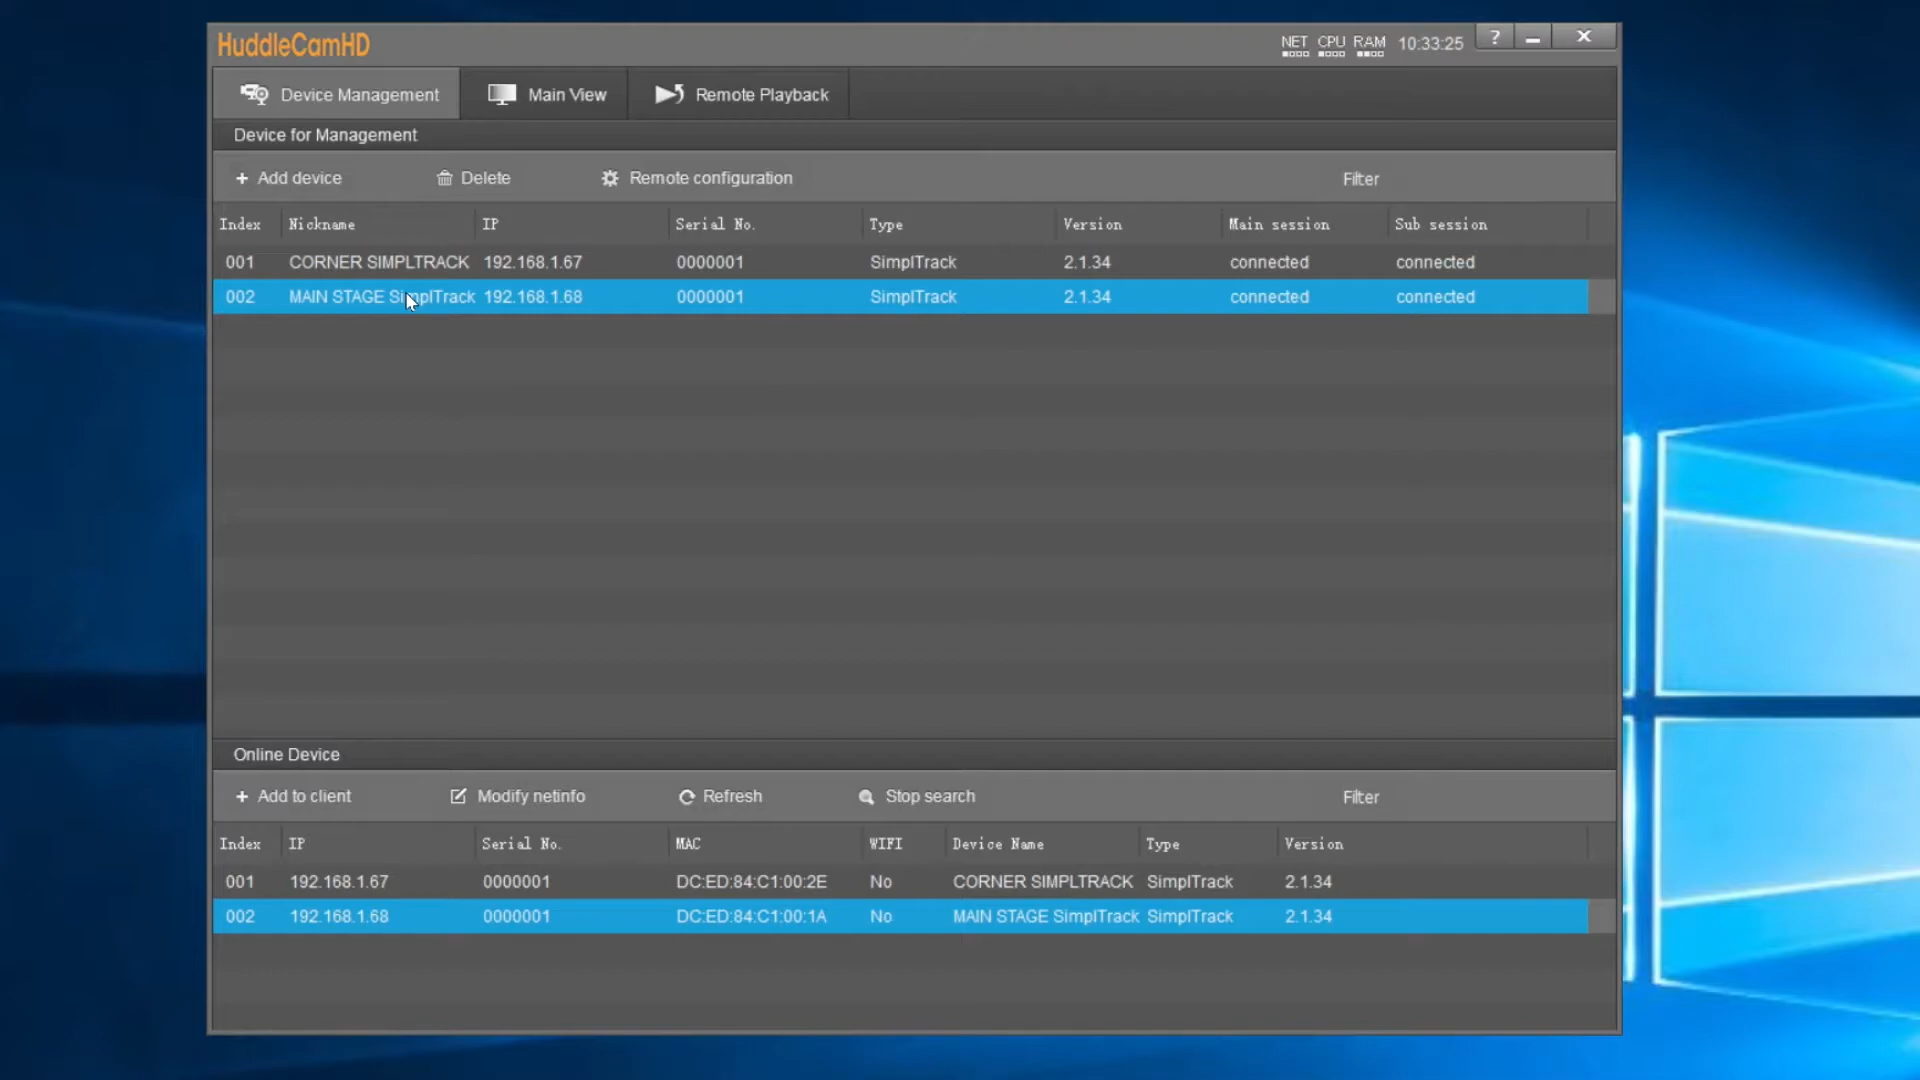 HuddleCamHD
NET CPU RAM 10:33:25 ?
Device Management Main View Remote Playback
Device for Management
+ Add device Delete Remote configuration Filter
Index Nickname IP Serial No. Type Version Main session Sub session
001 CORNER SIMPLTRACK 192.168.1.67 0000001 SimplTrack 2.1.34 connected connected
002 MAIN STAGE SimplTrack 192.168.1.68 0000001 SimplTrack 2.1.34 connected connected
Online Device
+ Add to client Modify netinfo Refresh Stop search Filter
Index IP Serial No. MAC WIFI Device Name Type Version
001 192.168.1.67 0000001 DC:ED:84:C1:00:2E No CORNER SIMPLTRACK SimplTrack 2.1.34
002 192.168.1.68 0000001 DC:ED:84:C1:00:1A No MAIN STAGE SimplTrack SimplTrack 2.1.34